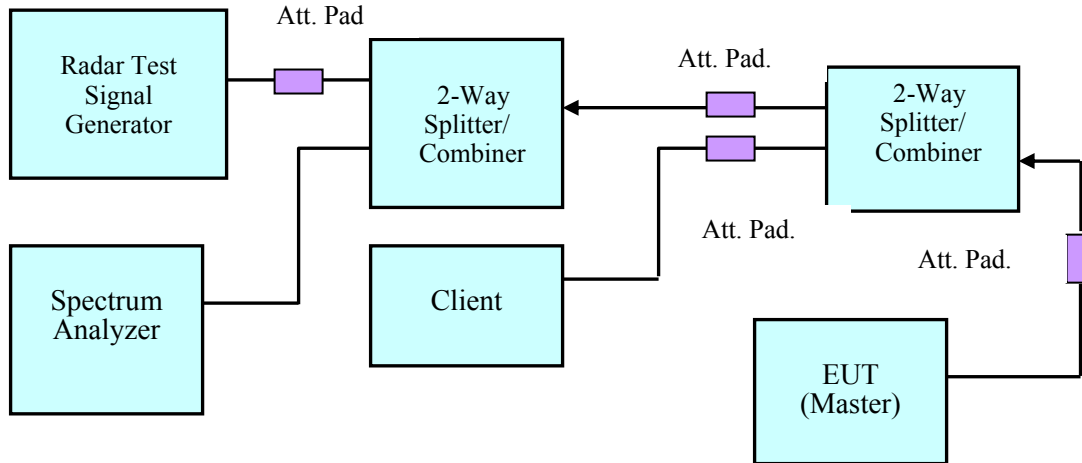 Att. Pad
Radar Test
Signal
Generator
2-Way
Splitter/
Combiner
Att. Pad.
2-Way
Splitter/
Combiner
Att. Pad.
Att. Pad.
Spectrum
Analyzer
Client
EUT
(Master)